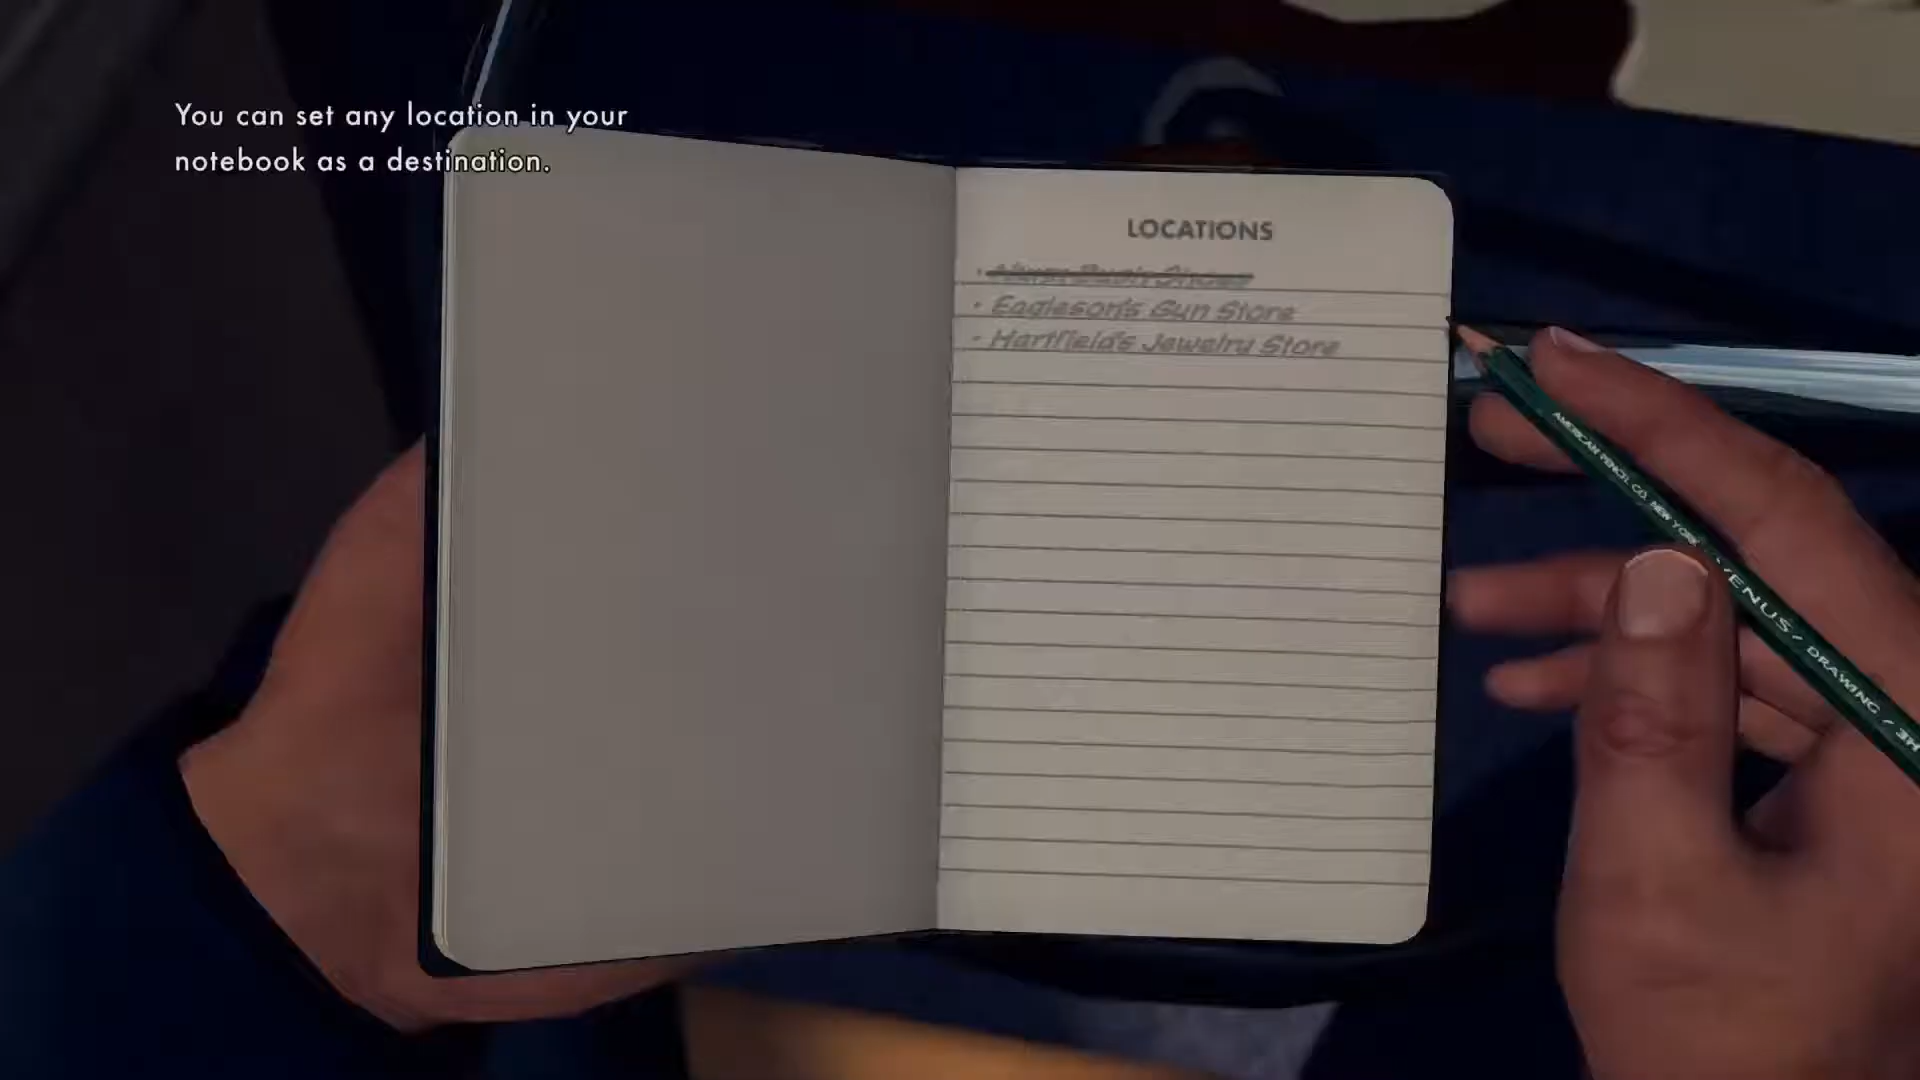 You can set any location in your
notebook as a destination.
LOCATIONS
· Eagleson's Gun Store
· Hartfield's Jewelry Store
AMERICAN PENCIL CO. NEW YORK VENUS / DRAWING / 3H